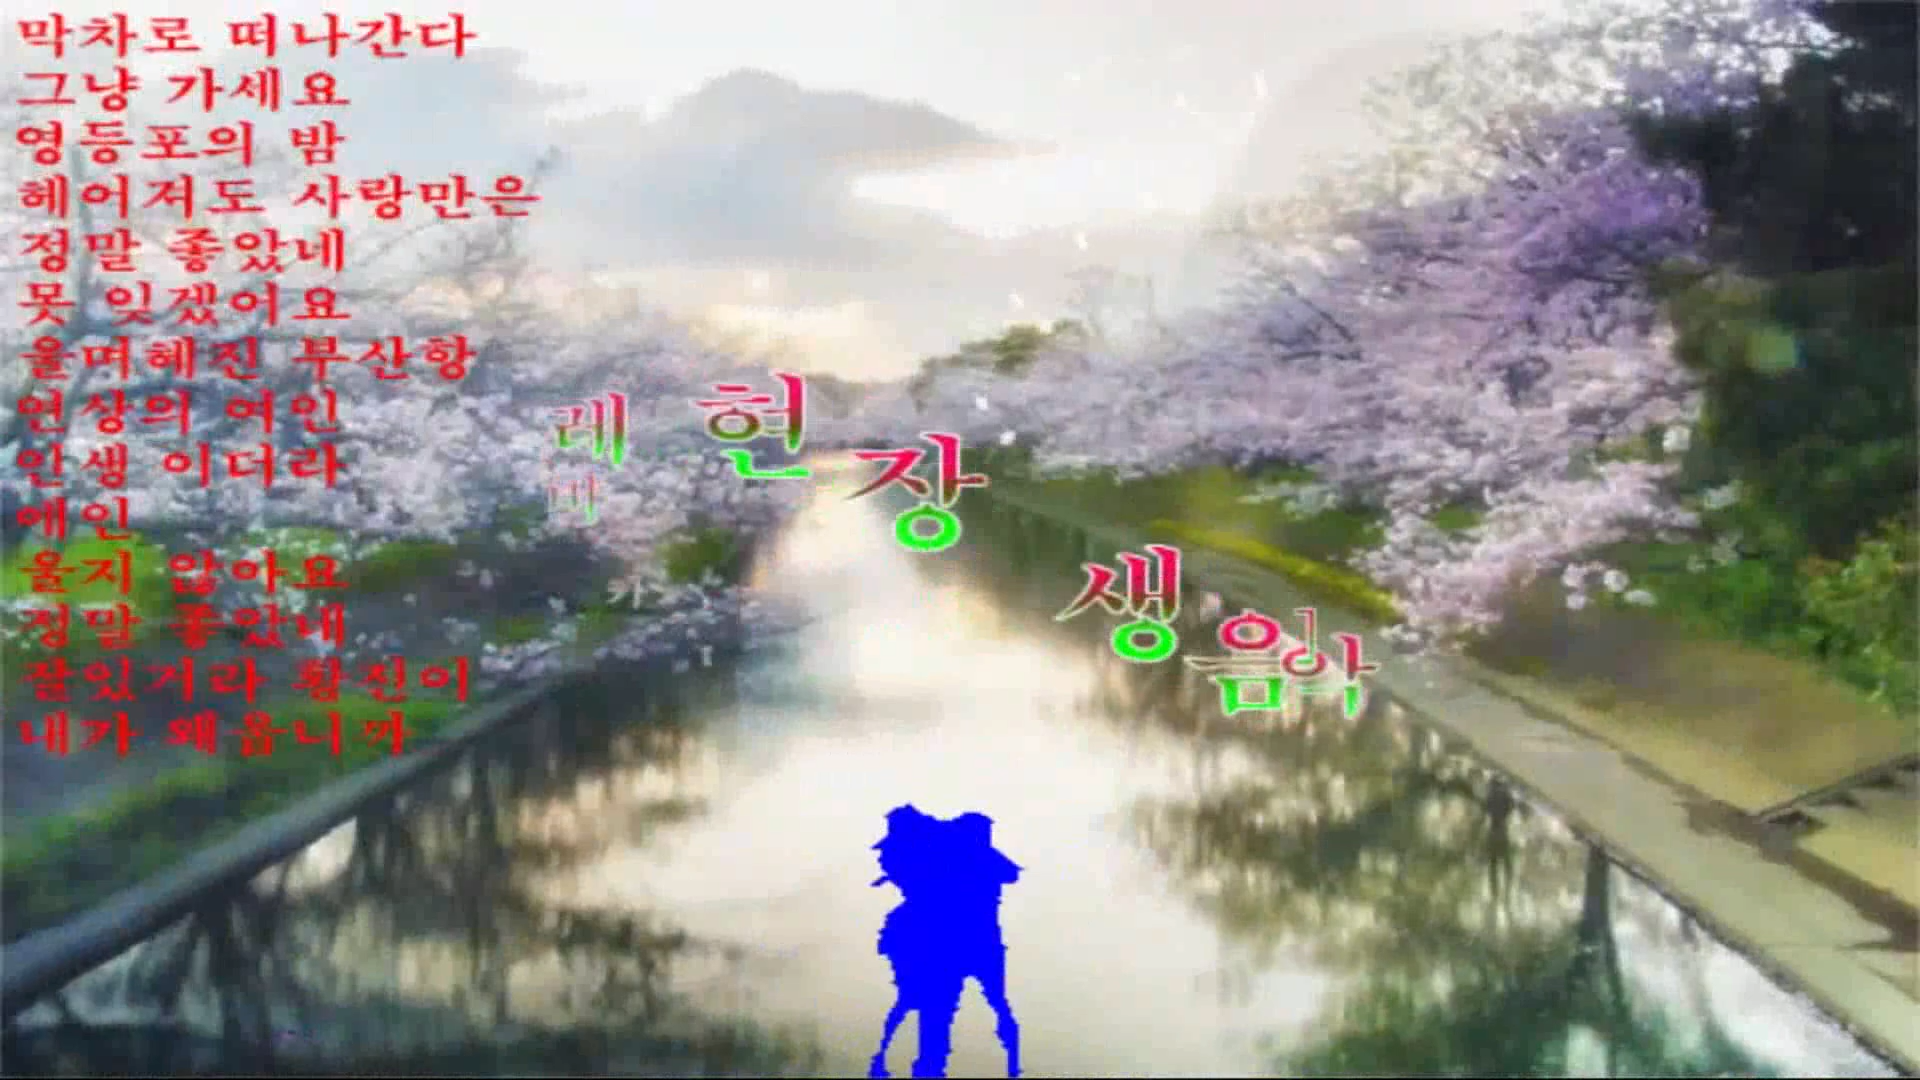 막차로 떠나간다
그냥 가세요
영등포의 밤
헤어져도 사랑만은
정말 좋았네
못 잊겠어요
울며헤진 부산항
연상의 여인
인생 이더라
애인
울지 않아요
정말 좋았네
잘있거라 황진이
내가 왜웁니까
레 현장 생음악